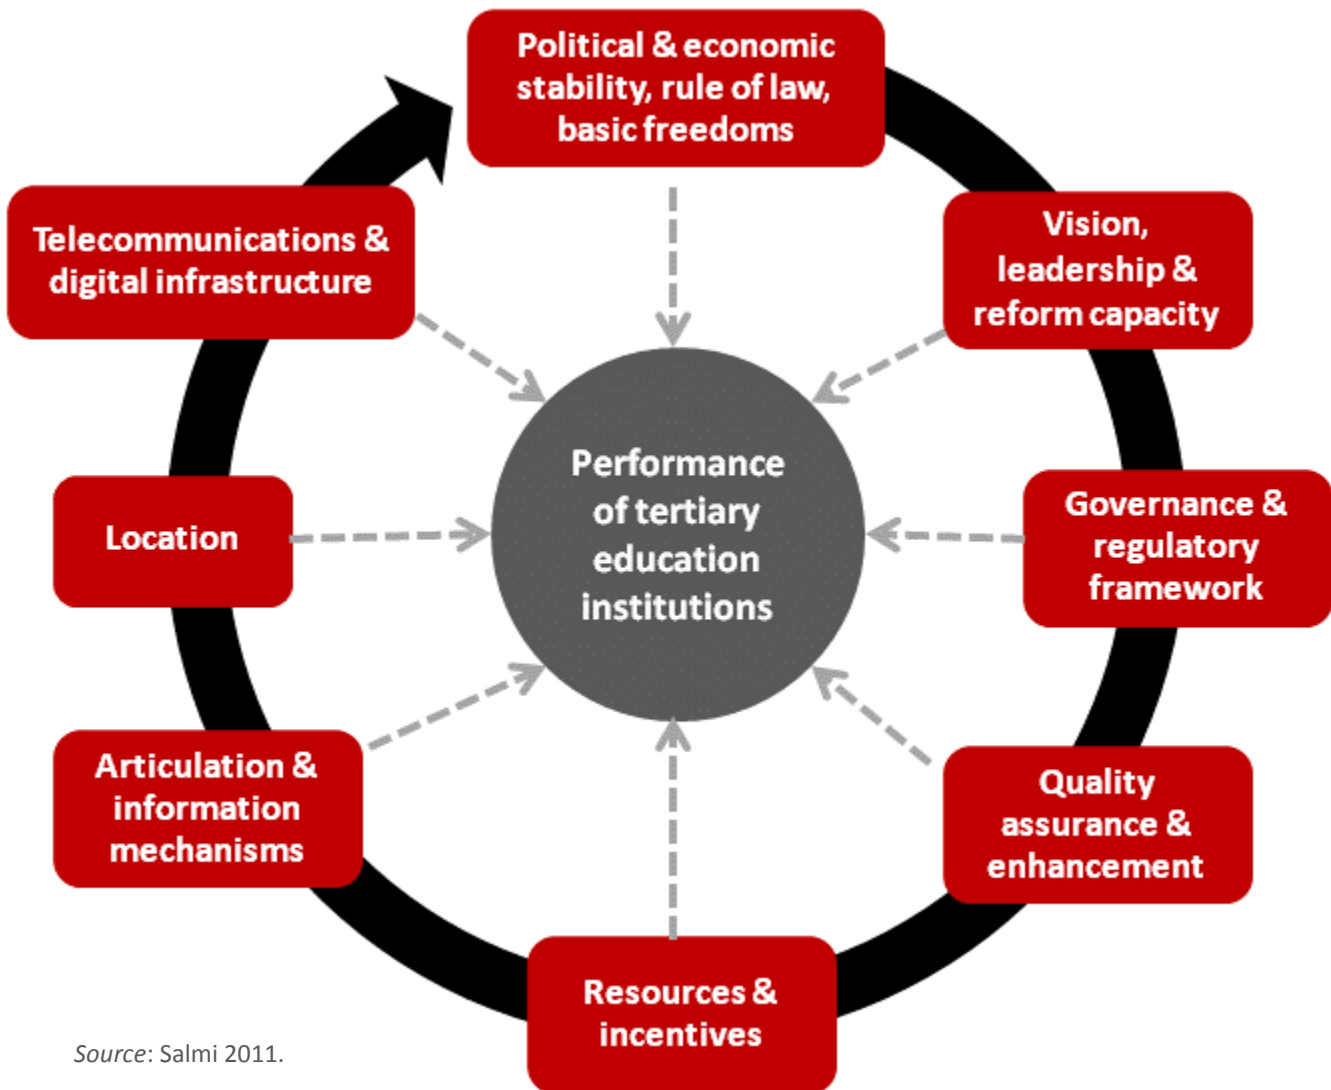 Political & economic
stability, rule of law,
basic freedoms
Vision,
leadership &
reform capacity
Governance &
regulatory
framework
Quality
assurance &
enhancement
Resources &
incentives
Articulation &
information
mechanisms
Location
Telecommunications &
digital infrastructure
Performance
of tertiary
education
institutions
Source: Salmi 2011.